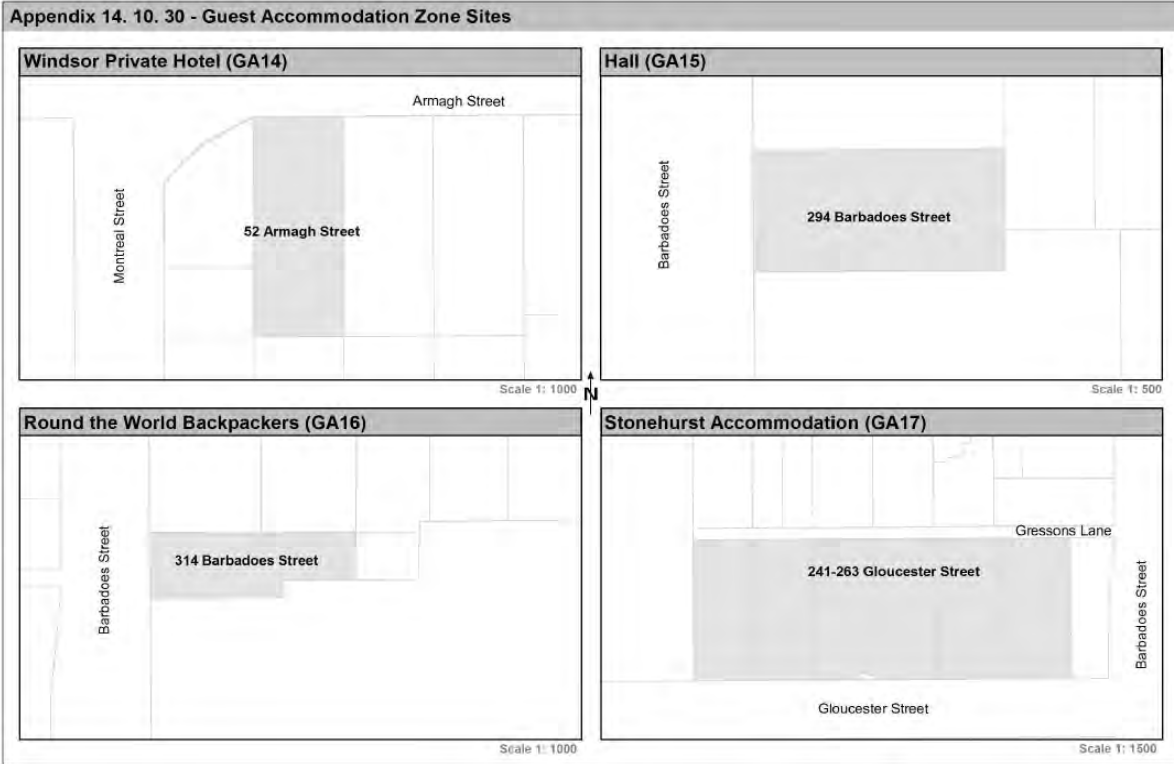 Appendix 14. 10. 30 - Guest Accommodation Zone Sites
Windsor Private Hotel (GA14)
Armagh Street
Montreal Street
52 Armagh Street
Scale 1: 1000
Hall (GA15)
Barbadoes Street
294 Barbadoes Street
Scale 1: 500
N
Round the World Backpackers (GA16)
Barbadoes Street
314 Barbadoes Street
Scale 1: 1000
Stonehurst Accommodation (GA17)
Gressons Lane
241-263 Gloucester Street
Barbadoes Street
Gloucester Street
Scale 1: 1500